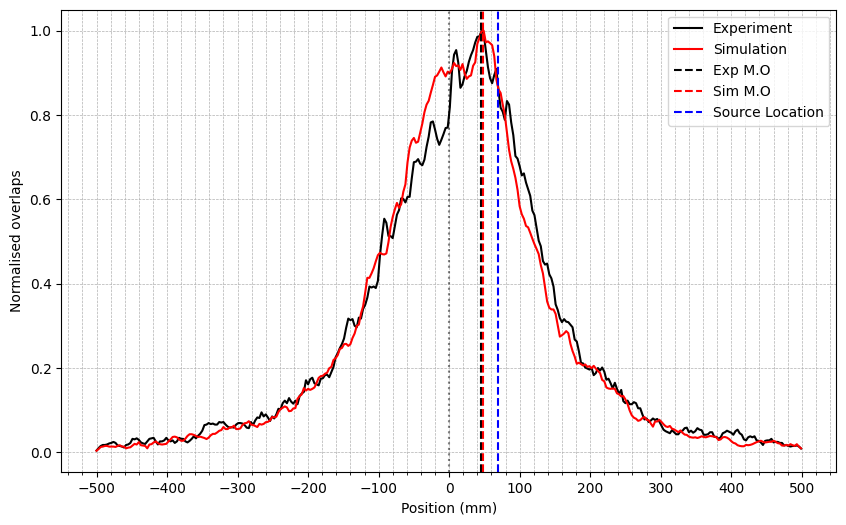 Experiment
Simulation
Exp M.O
Sim M.O
Source Location
Normalised overlaps
1.0
0.8
0.6
0.4
0.2
0.0
−500 −400 −300 −200 −100 0 100 200 300 400 500
Position (mm)